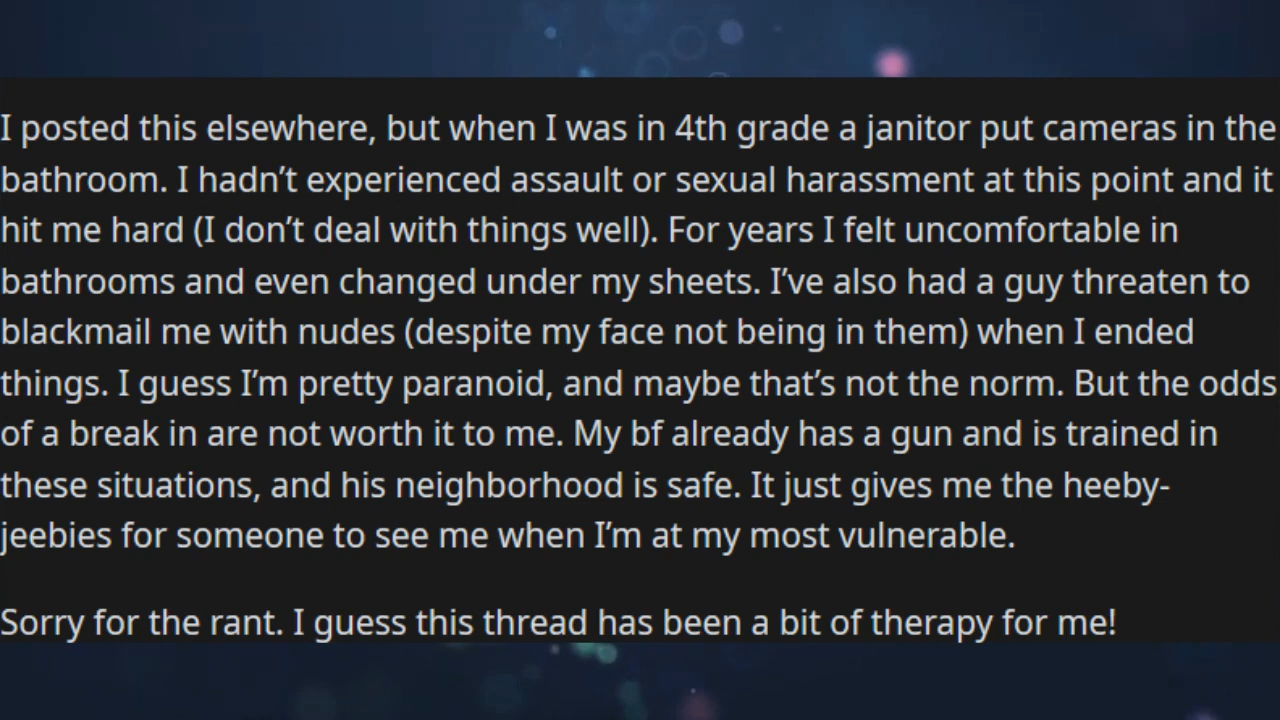 I posted this elsewhere, but when I was in 4th grade a janitor put cameras in the
bathroom. I hadn’t experienced assault or sexual harassment at this point and it
hit me hard (I don’t deal with things well). For years I felt uncomfortable in
bathrooms and even changed under my sheets. I’ve also had a guy threaten to
blackmail me with nudes (despite my face not being in them) when I ended
things. I guess I’m pretty paranoid, and maybe that’s not the norm. But the odds
of a break in are not worth it to me. My bf already has a gun and is trained in
these situations, and his neighborhood is safe. It just gives me the heeby-
jeebies for someone to see me when I’m at my most vulnerable.
Sorry for the rant. I guess this thread has been a bit of therapy for me!